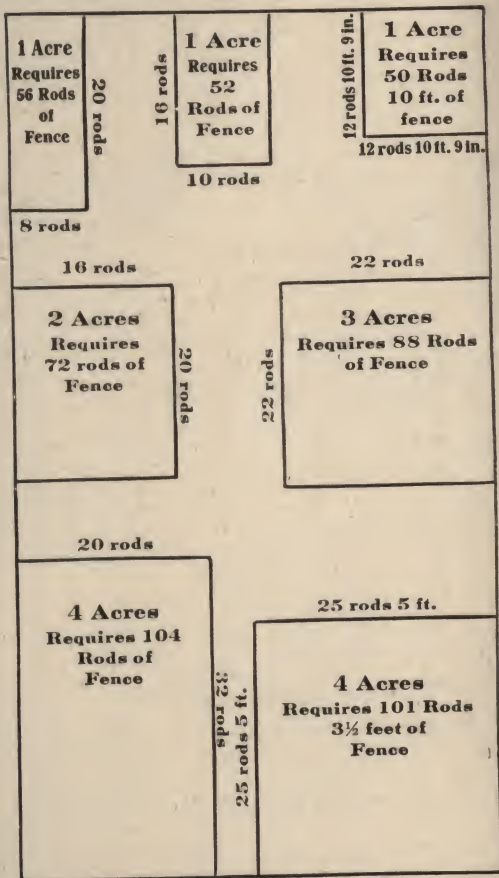 1 Acre
Requires
56 Rods
of
Fence
20 rods
8 rods
16 rods
1 Acre
Requires
52
Rods of
Fence
10 rods
12 rods 10 ft. 9 in.
1 Acre
Requires
50 Rods
10 ft. of
fence
12 rods 10 ft. 9 in.
16 rods
2 Acres
Requires
72 rods of
Fence
20 rods
22 rods
22 rods
3 Acres
Requires 88 Rods
of Fence
20 rods
4 Acres
Requires 104
Rods of
Fence
32 rods
25 rods 5 ft.
25 rods 5 ft.
4 Acres
Requires 101 Rods
3½ feet of
Fence